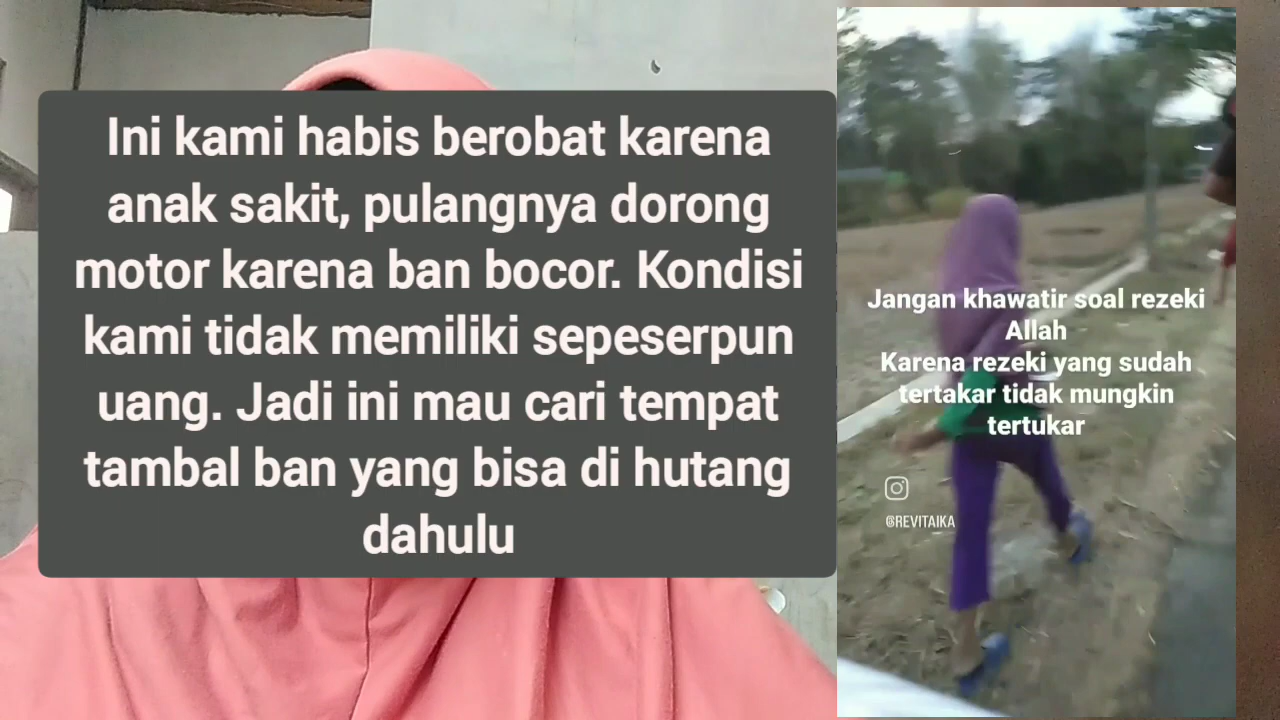 Ini kami habis berobat karena
anak sakit, pulangnya dorong
motor karena ban bocor. Kondisi
kami tidak memiliki sepeserpun
uang. Jadi ini mau cari tempat
tambal ban yang bisa di hutang
dahulu
Jangan khawatir soal rezeki
Allah
Karena rezeki yang sudah
tertakar tidak mungkin
tertukar
@REVITAIKA